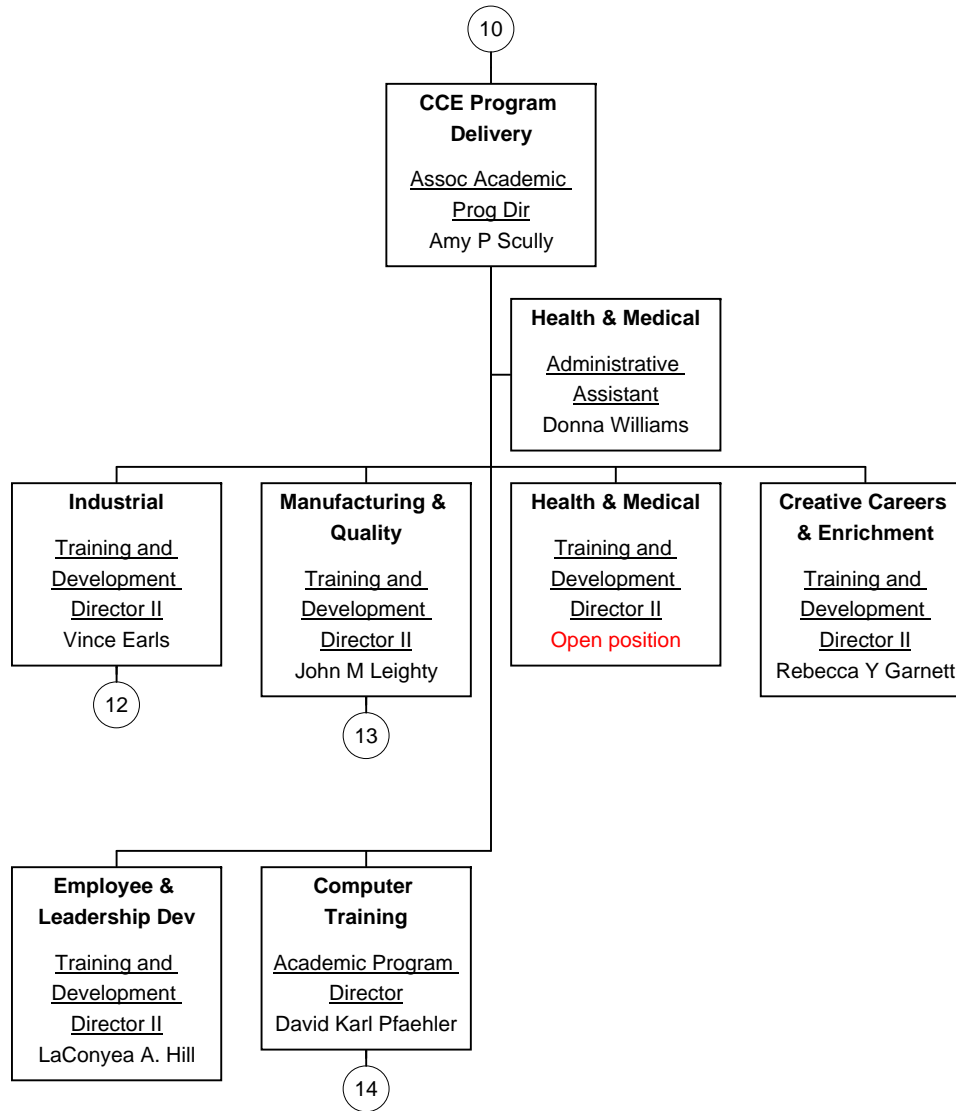 10
CCE Program
Delivery
Assoc Academic
Prog Dir
Amy P Scully
Health & Medical
Administrative
Assistant
Donna Williams
Industrial
Training and
Development
Director II
Vince Earls
12
Manufacturing &
Quality
Training and
Development
Director II
John M Leighty
13
Health & Medical
Training and
Development
Director II
Open position
Creative Careers
& Enrichment
Training and
Development
Director II
Rebecca Y Garnett
Employee &
Leadership Dev
Training and
Development
Director II
LaConyea A. Hill
Computer
Training
Academic Program
Director
David Karl Pfaehler
14